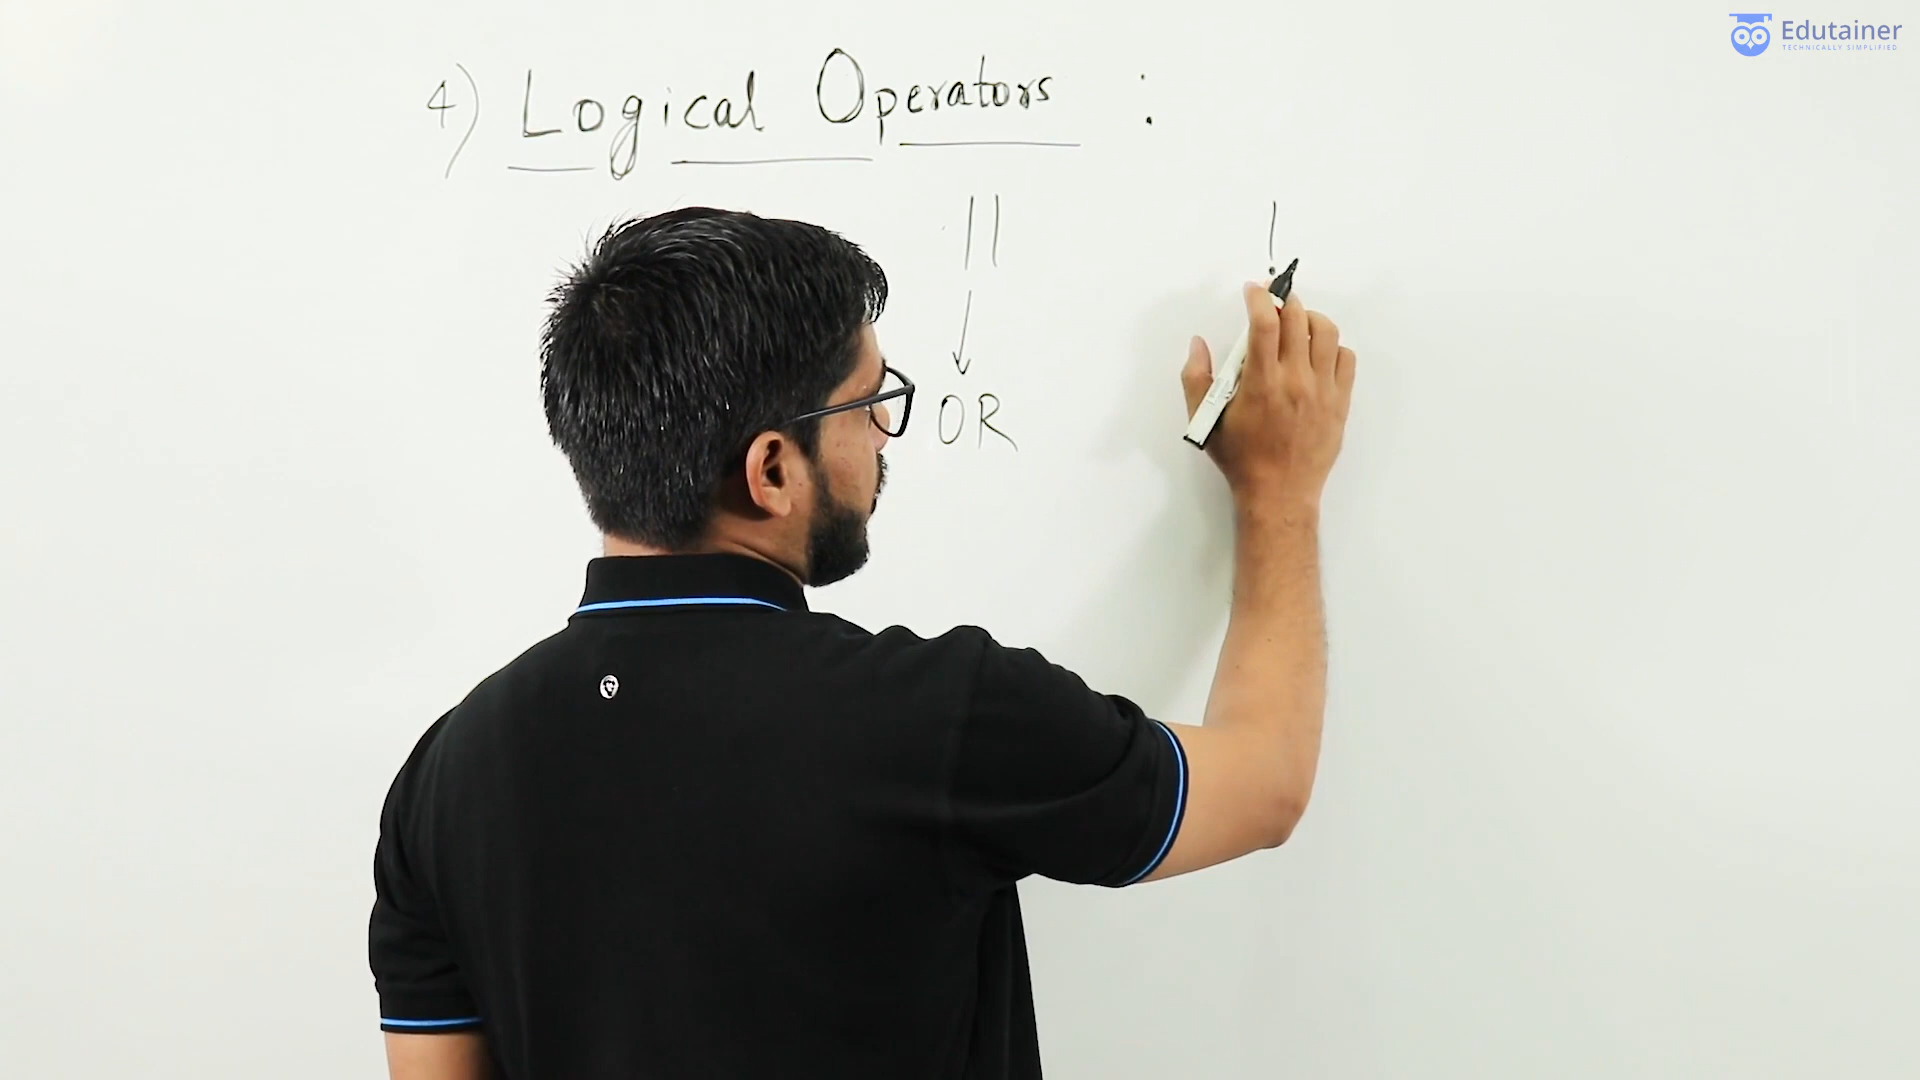 Edutainer
TECHNICALLY SIMPLIFIED
4) Logical Operators :
|| !
OR